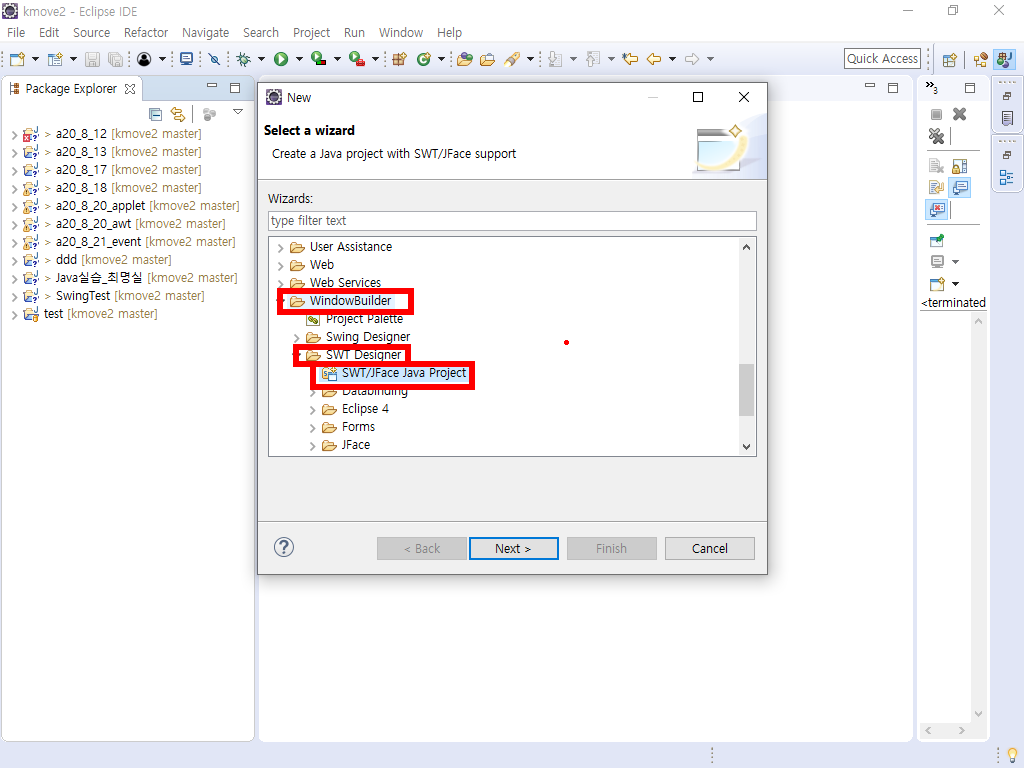 kmove2 - Eclipse IDE
File Edit Source Refactor Navigate Search Project Run Window Help
Quick Access
Package Explorer
> a20_8_12 [kmove2 master]
> a20_8_13 [kmove2 master]
> a20_8_17 [kmove2 master]
> a20_8_18 [kmove2 master]
> a20_8_20_applet [kmove2 master]
> a20_8_20_awt [kmove2 master]
> a20_8_21_event [kmove2 master]
> ddd [kmove2 master]
> Java실습_최명실 [kmove2 master]
> SwingTest [kmove2 master]
test [kmove2 master]
New
Select a wizard
Create a Java project with SWT/JFace support
Wizards:
type filter text
User Assistance
Web
Web Services
WindowBuilder
Project Palette
Swing Designer
SWT Designer
SWT/JFace Java Project
Databinding
Eclipse 4
Forms
JFace
< Back
Next >
Finish
Cancel
»3
<terminated